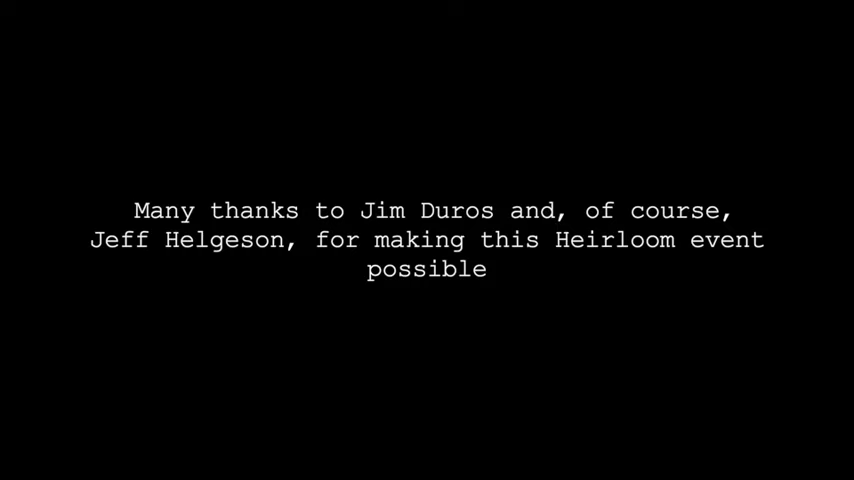 Many thanks to Jim Duros and, of course,
Jeff Helgeson, for making this Heirloom event
possible